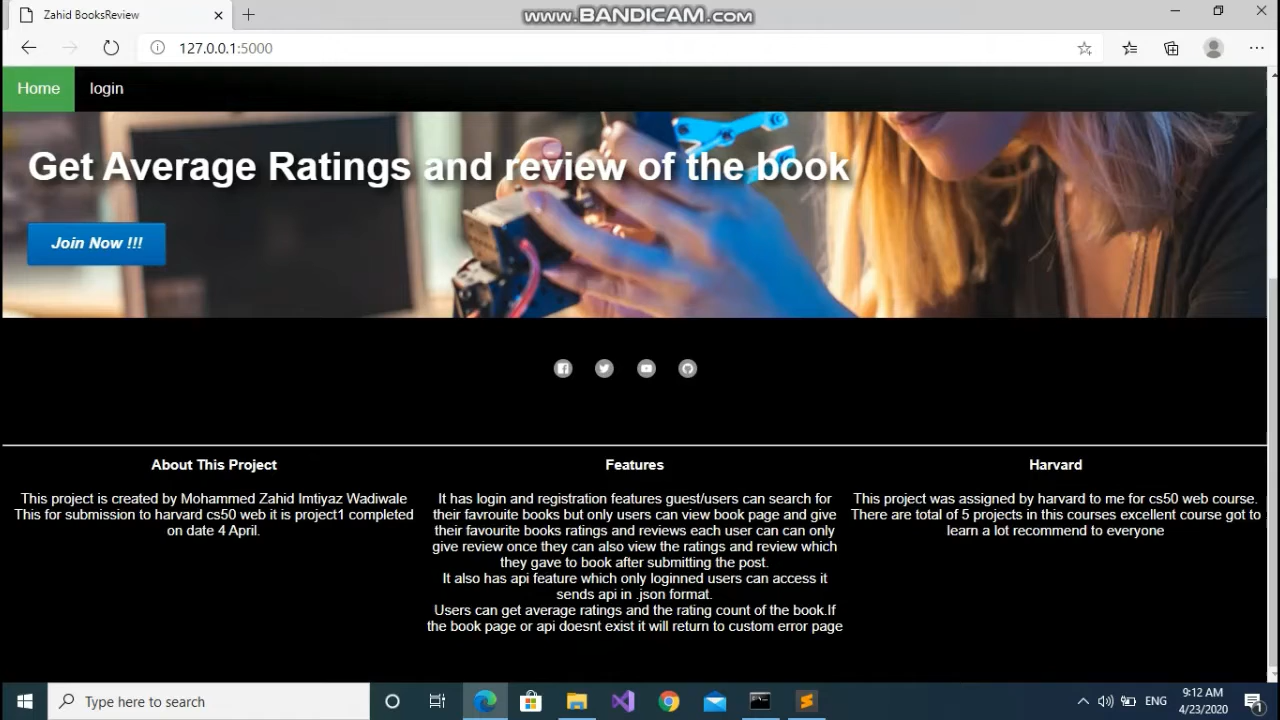 Zahid BooksReview
www.BANDICAM.com
127.0.0.1:5000
Home login
Get Average Ratings and review of the book
Join Now !!!
About This Project
This project is created by Mohammed Zahid Imtiyaz Wadiwale
This for submission to harvard cs50 web it is project1 completed
on date 4 April.
Features
It has login and registration features guest/users can search for
their favrouite books but only users can view book page and give
their favourite books ratings and reviews each user can can only
give review once they can also view the ratings and review which
they gave to book after submitting the post.
It also has api feature which only loginned users can access it
sends api in .json format.
Users can get average ratings and the rating count of the book.If
the book page or api doesnt exist it will return to custom error page
Harvard
This project was assigned by harvard to me for cs50 web course.
There are total of 5 projects in this courses excellent course got to
learn a lot recommend to everyone
Type here to search
ENG
9:12 AM
4/23/2020
1